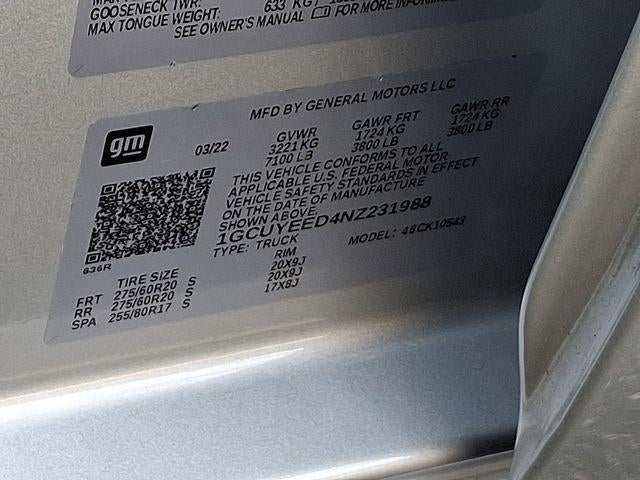 GOOSENECK TWR: 633 KG
MAX TONGUE WEIGHT:
SEE OWNER'S MANUAL FOR MORE INFORMATION
MFD BY GENERAL MOTORS LLC
gm
03/22
GVWR GAWR FRT GAWR RR
3221 KG 1724 KG 1724 KG
7100 LB 3800 LB 3800 LB
THIS VEHICLE CONFORMS TO ALL
APPLICABLE U.S. FEDERAL MOTOR
VEHICLE SAFETY STANDARDS IN EFFECT
ON THE DATE OF MANUFACTURE
SHOWN ABOVE.
1GCUYEED4NZ231988
TYPE: TRUCK MODEL: 48CK10543
636R
TIRE SIZE RIM
FRT 275/60R20 S 20X9J
RR 275/60R20 S 20X9J
SPA 255/80R17 S 17X8J